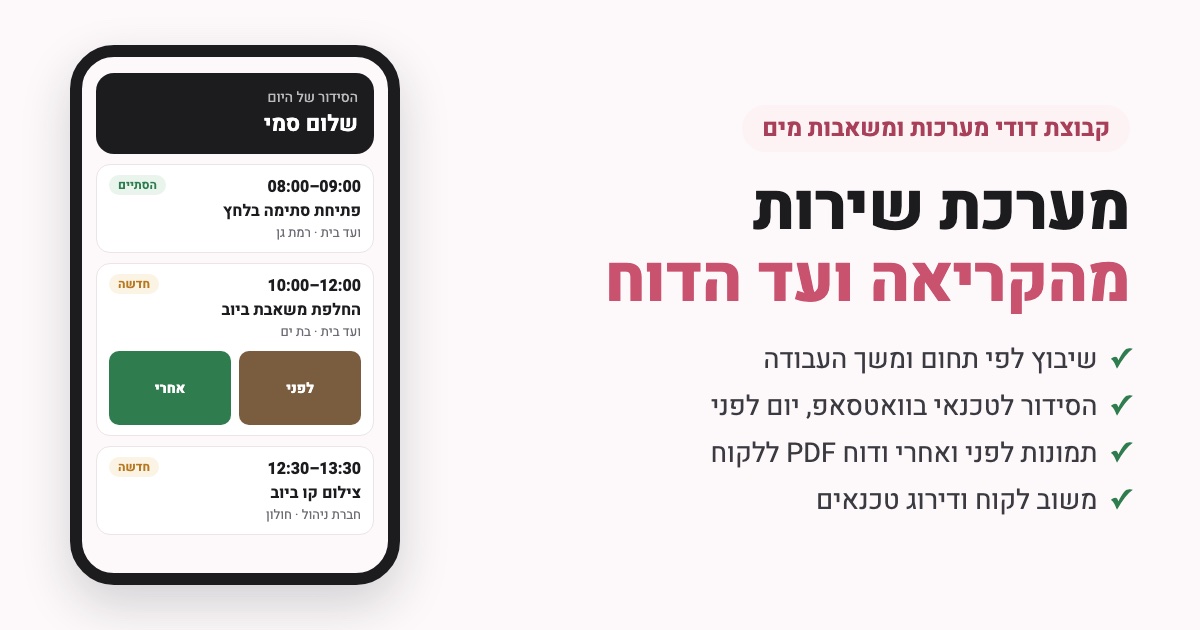 קבוצת דודי מערכות ומשאבות מים
מערכת שירות
מהקריאה ועד הדוח
✔ שיבוץ לפי תחום ומשך העבודה
✔ הסידור לטכנאי בוואטסאפ, יום לפני
✔ תמונות לפני ואחרי ודוח PDF ללקוח
✔ משוב לקוח ודירוג טכנאים
הסידור של היום
שלום סמי
08:00–09:00 הסתיים
פתיחת סתימה בלחץ
ועד בית · רמת גן
10:00–12:00 חדשה
החלפת משאבת ביוב
ועד בית · בת ים
לפני אחרי
12:30–13:30 חדשה
צילום קו ביוב
חברת ניהול · חולון